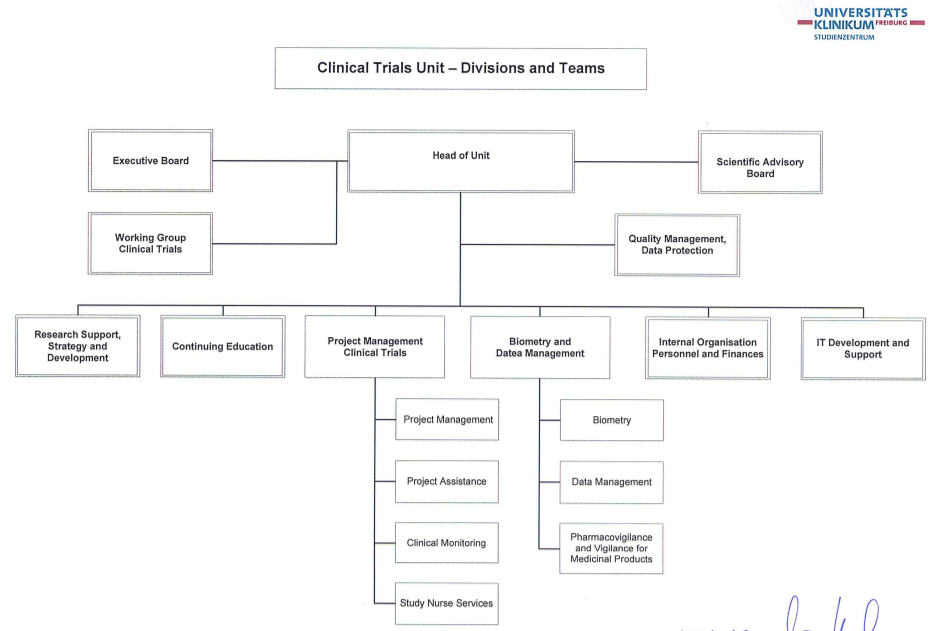 UNIVERSITÄTS
KLINIKUM FREIBURG
STUDIENZENTRUM
Clinical Trials Unit – Divisions and Teams
Executive Board
Head of Unit
Scientific Advisory
Board
Working Group
Clinical Trials
Quality Management,
Data Protection
Research Support,
Strategy and
Development
Continuing Education
Project Management
Clinical Trials
Biometry and
Datea Management
Internal Organisation
Personnel and Finances
IT Development and
Support
Project Management
Project Assistance
Clinical Monitoring
Study Nurse Services
Biometry
Data Management
Pharmacovigilance
and Vigilance for
Medicinal Products